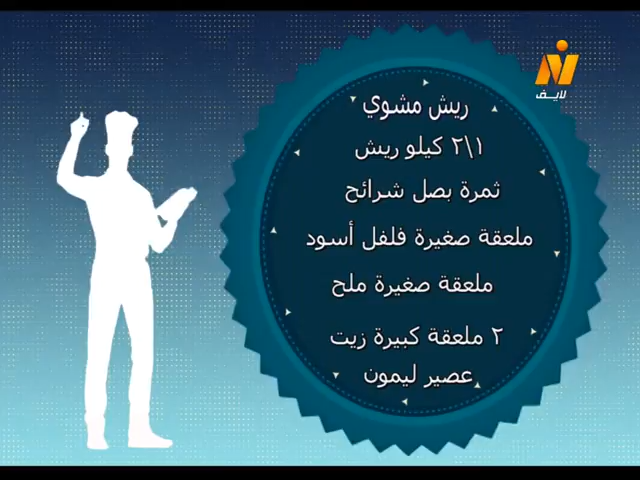 لايف
ريش مشوي
١\٢ كيلو ريش
ثمرة بصل شرائح
ملعقة صغيرة فلفل أسود
ملعقة صغيرة ملح
٢ ملعقة كبيرة زيت
عصير ليمون